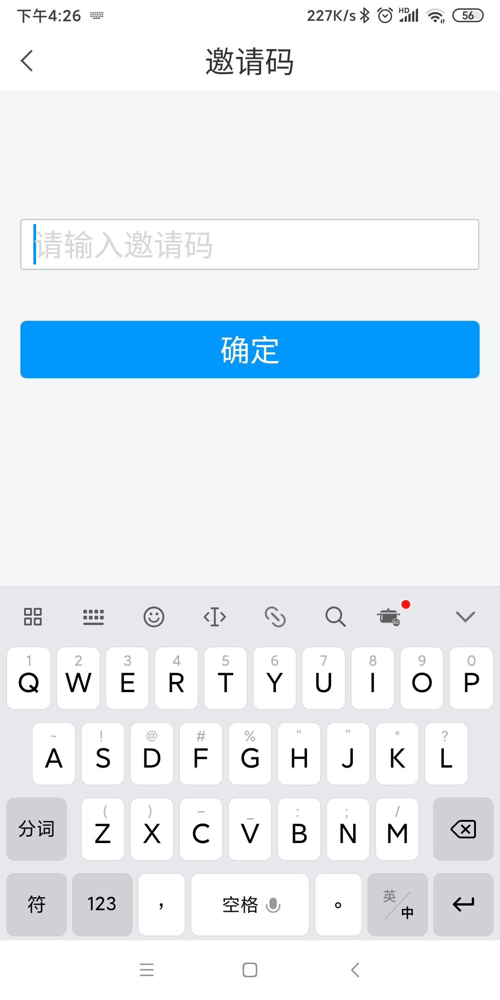 下午4:26 227K/s HD 56
邀请码
请输入邀请码
确定
AD
1 2 3 4 5 6 7 8 9 0
Q W E R T Y U I O P
~ ! @ # % “ ” * ?
A S D F G H J K L
( ) – _ : ; /
分词 Z X C V B N M
符 123 ， 空格 。 英/中